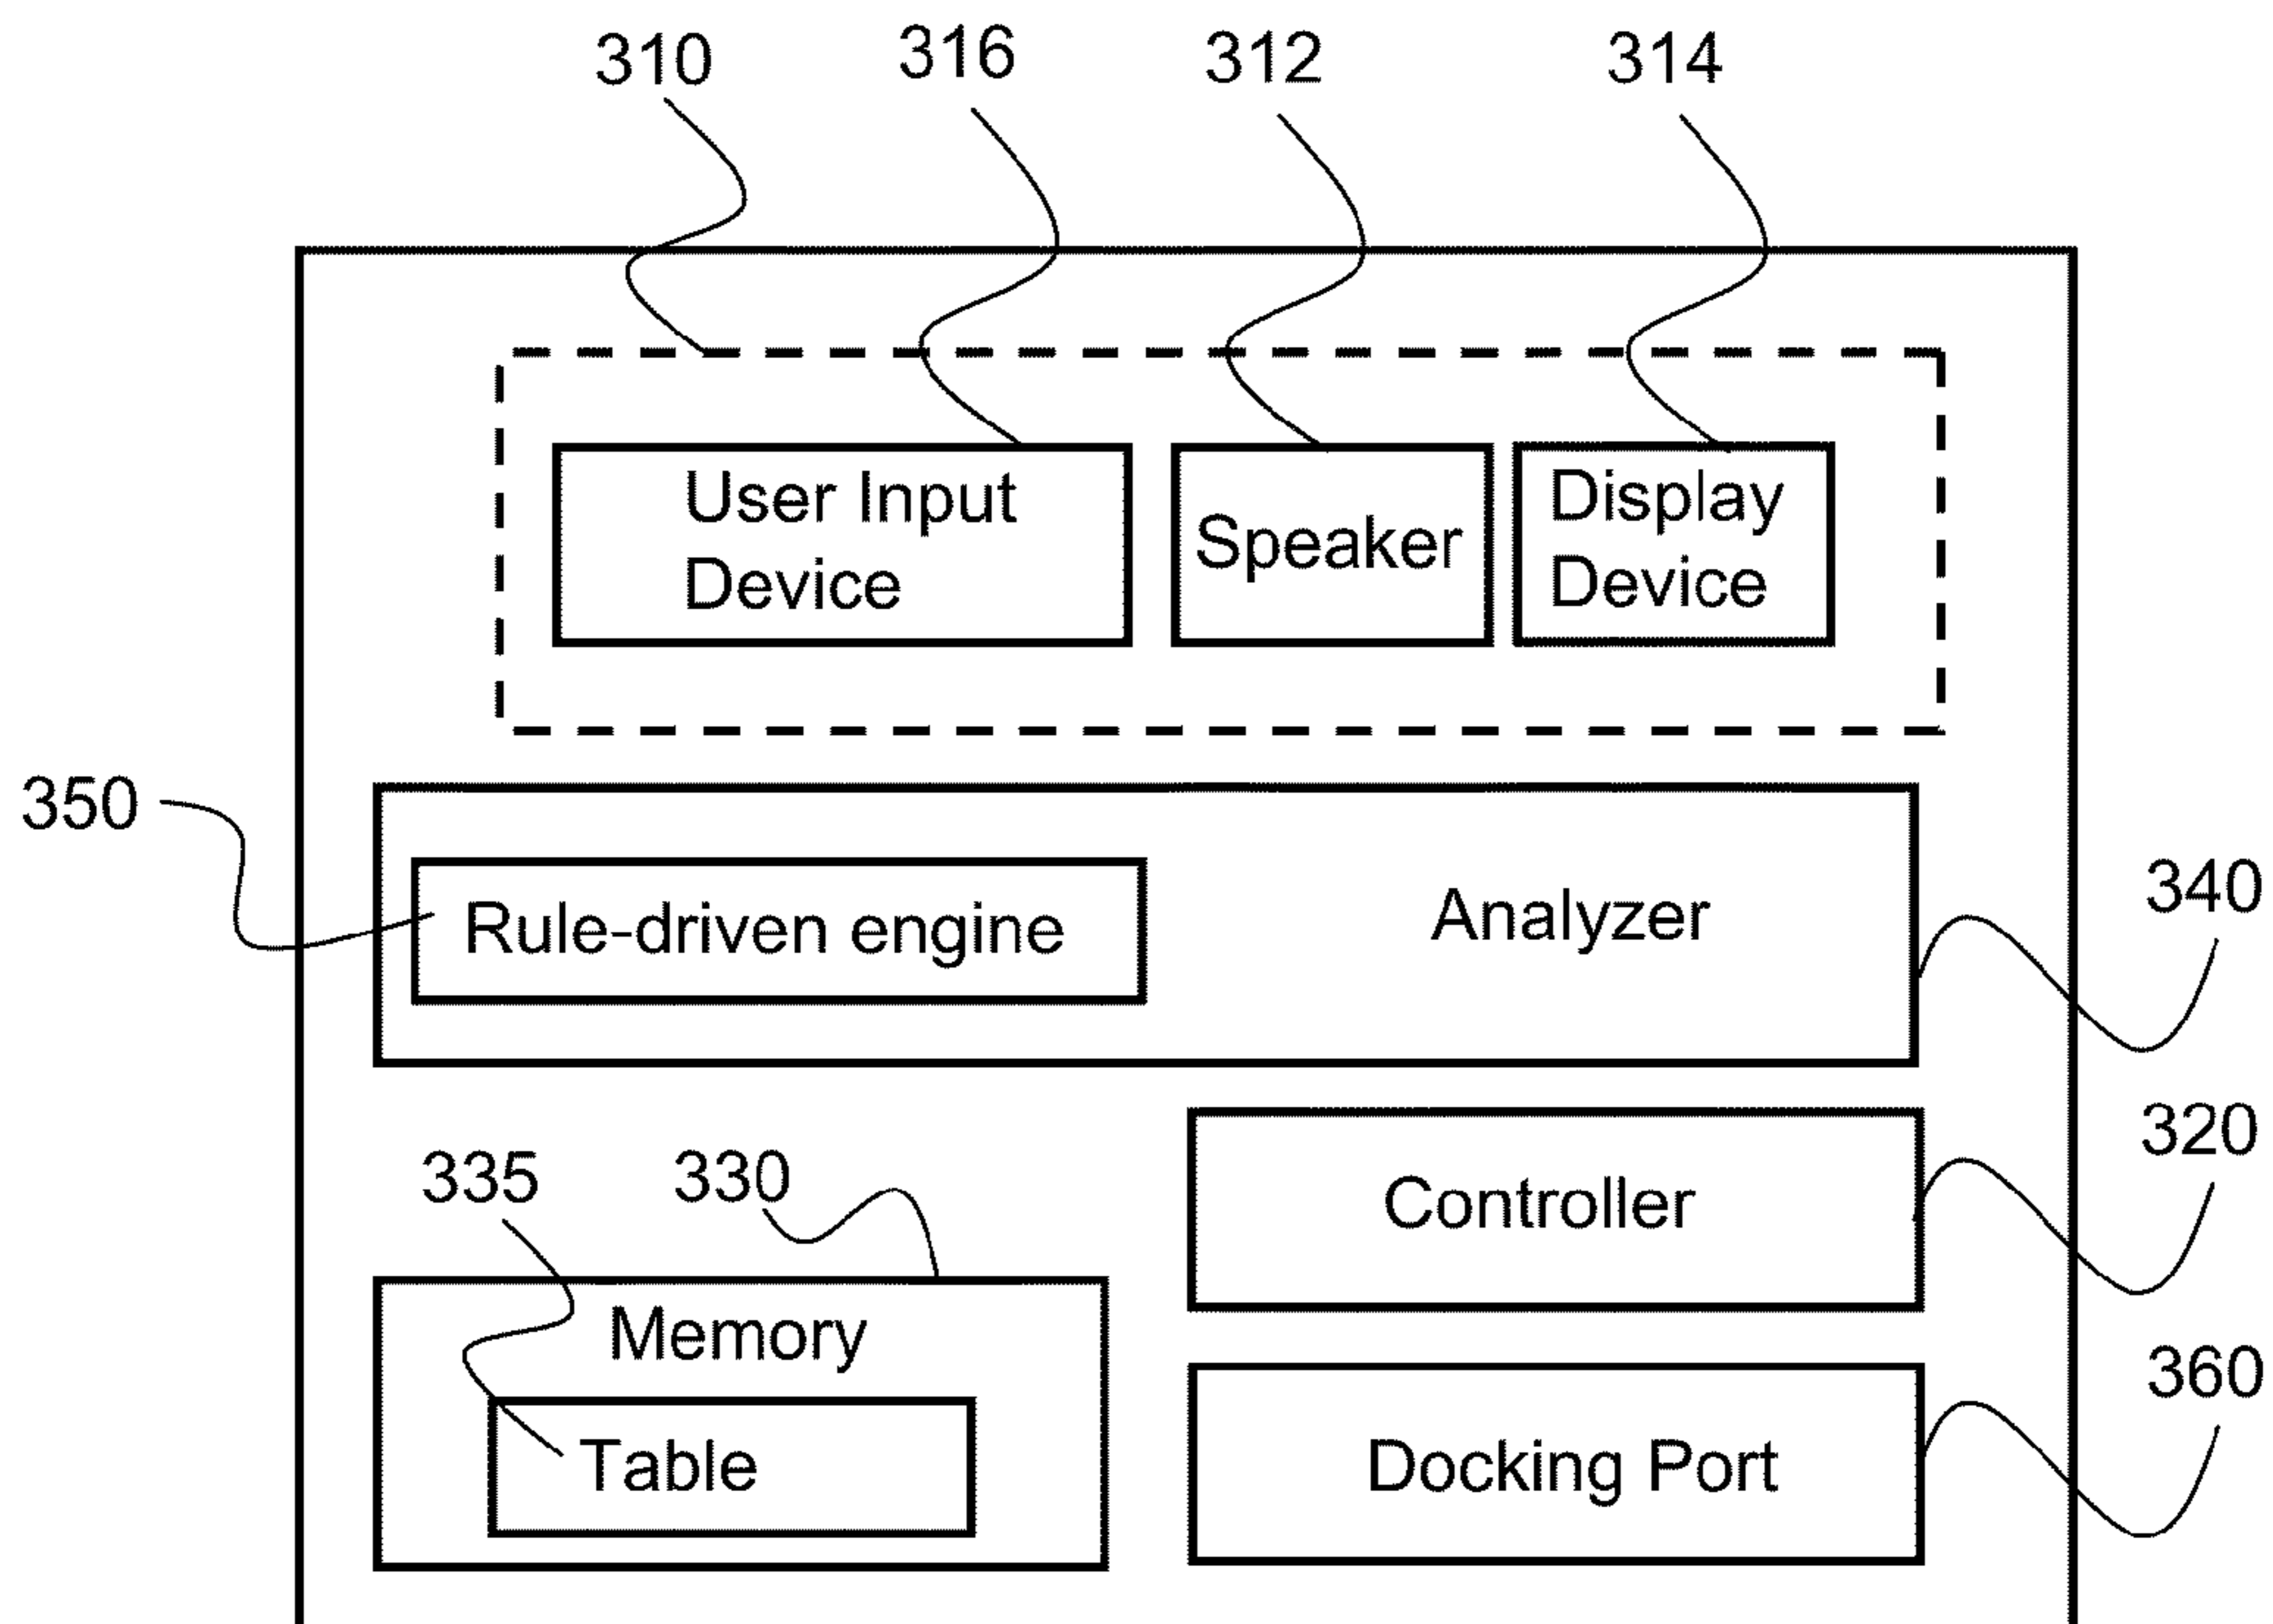 310 316 312 314
User Input
Device
Speaker
Display
Device
350
Rule-driven engine
Analyzer
340
335 330
Memory
Table
Controller
320
Docking Port
360